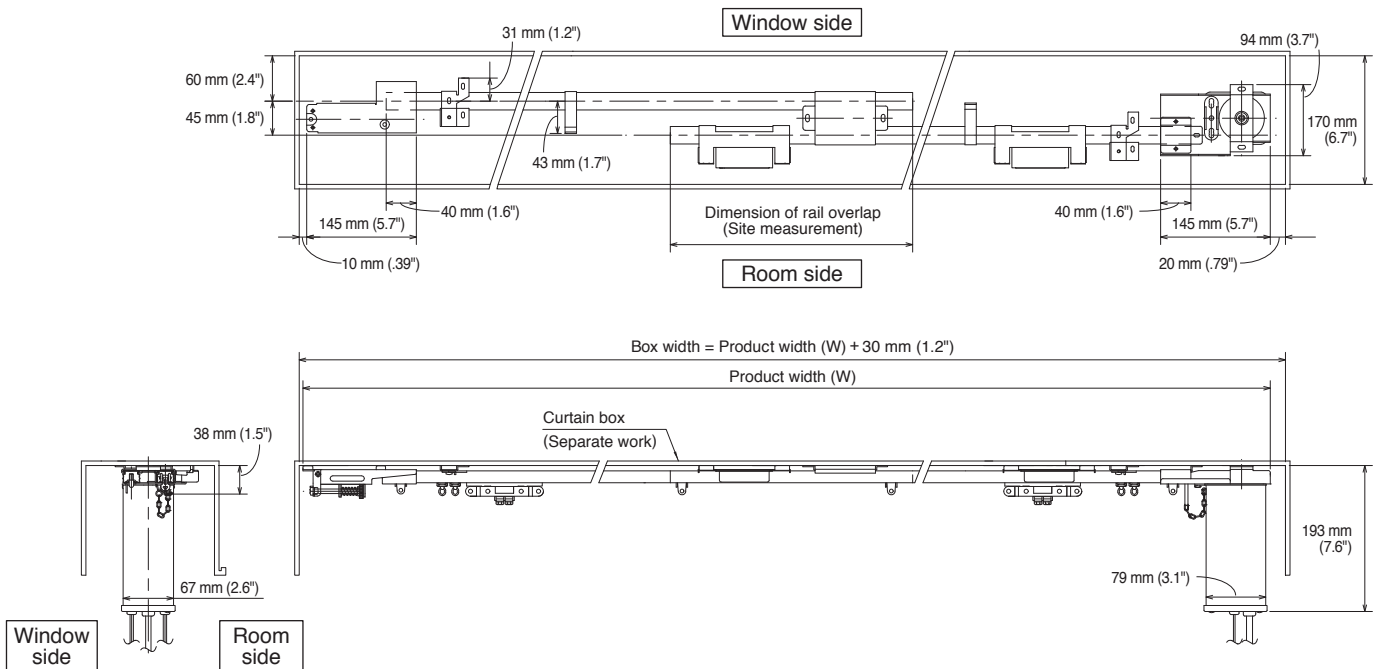 Window side
31 mm (1.2")
94 mm (3.7")
60 mm (2.4")
45 mm (1.8")
43 mm (1.7")
170 mm
(6.7")
40 mm (1.6")
145 mm (5.7")
10 mm (.39")
Dimension of rail overlap
(Site measurement)
40 mm (1.6")
145 mm (5.7")
20 mm (.79")
Room side
Box width = Product width (W) + 30 mm (1.2")
Product width (W)
Curtain box
(Separate work)
38 mm (1.5")
67 mm (2.6")
193 mm
(7.6")
79 mm (3.1")
Window
side
Room
side